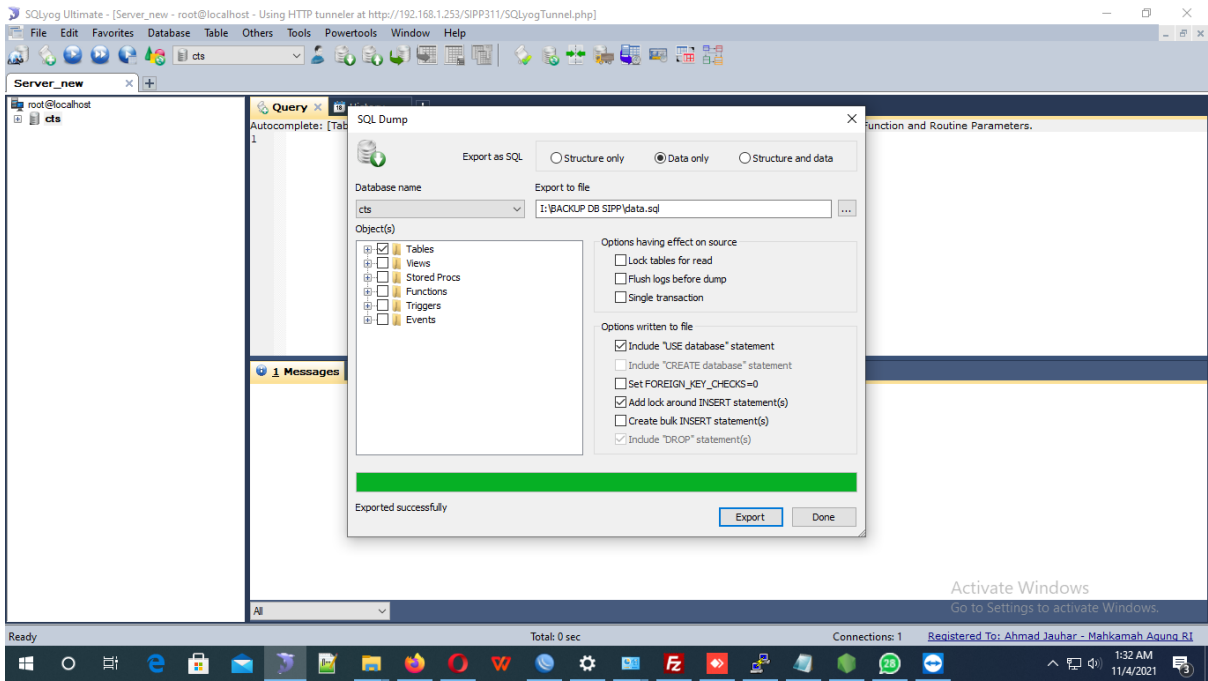 SQLyog Ultimate - [Server_new - root@localhost - Using HTTP tunneler at http://192.168.1.253/SIPP311/SQLyogTunnel.php]
File Edit Favorites Database Table Others Tools Powertools Window Help
cts
Server_new
root@localhost
cts
Query
Autocomplete: [Tab
Function and Routine Parameters.
1
SQL Dump
Export as SQL
Structure only
Data only
Structure and data
Database name
Export to file
cts
I:\BACKUP DB SIPP\data.sql
...
Object(s)
Tables
Views
Stored Procs
Functions
Triggers
Events
Options having effect on source
Lock tables for read
Flush logs before dump
Single transaction
Options written to file
Include "USE database" statement
Include "CREATE database" statement
Set FOREIGN_KEY_CHECKS=0
Add lock around INSERT statement(s)
Create bulk INSERT statement(s)
Include "DROP" statement(s)
Exported successfully
Export
Done
1 Messages
All
Activate Windows
Go to Settings to activate Windows.
Ready
Total: 0 sec
Connections: 1
Registered To: Ahmad Jauhar - Mahkamah Agung RI
28
1:32 AM
11/4/2021
3